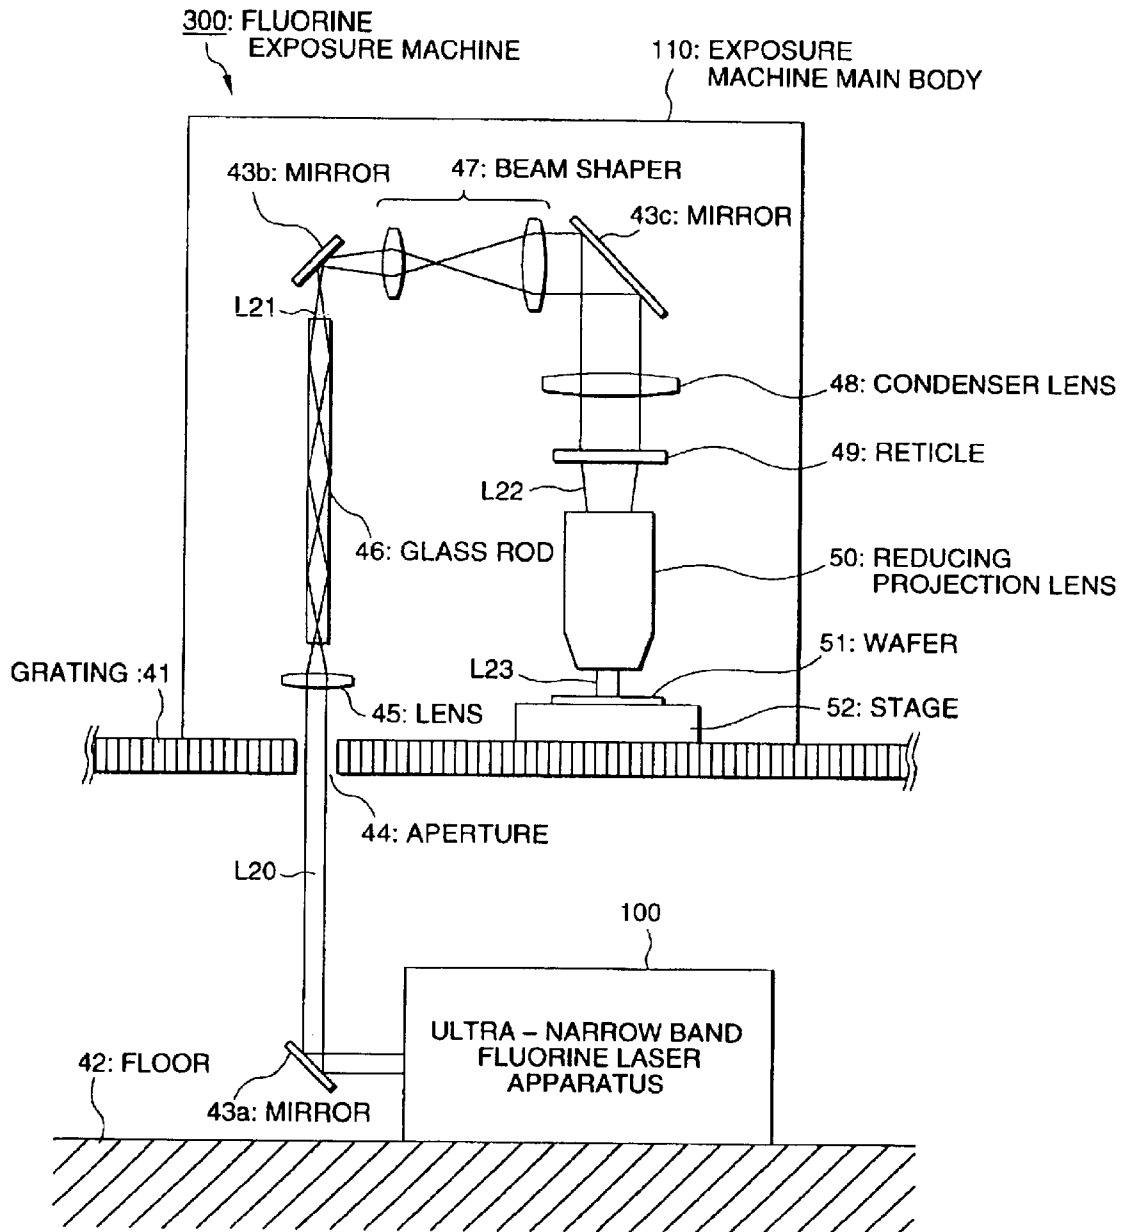 300: FLUORINE
EXPOSURE MACHINE
110: EXPOSURE
MACHINE MAIN BODY
47: BEAM SHAPER
43b: MIRROR
43c: MIRROR
L21
48: CONDENSER LENS
49: RETICLE
L22
46: GLASS ROD
50: REDUCING
PROJECTION LENS
51: WAFER
GRATING :41
L23
45: LENS
52: STAGE
44: APERTURE
L20
100
ULTRA – NARROW BAND
FLUORINE LASER
APPARATUS
42: FLOOR
43a: MIRROR